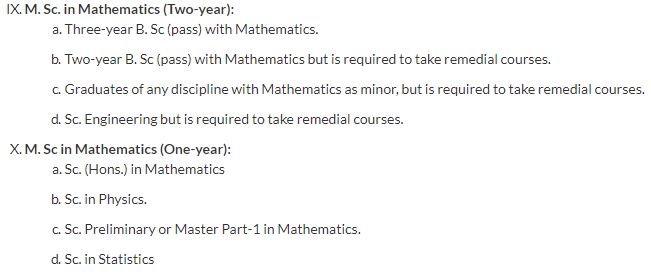 IX. M. Sc. in Mathematics (Two-year):
a. Three-year B. Sc (pass) with Mathematics.
b. Two-year B. Sc (pass) with Mathematics but is required to take remedial courses.
c. Graduates of any discipline with Mathematics as minor, but is required to take remedial courses.
d. Sc. Engineering but is required to take remedial courses.
X. M. Sc in Mathematics (One-year):
a. Sc. (Hons.) in Mathematics
b. Sc. in Physics.
c. Sc. Preliminary or Master Part-1 in Mathematics.
d. Sc. in Statistics